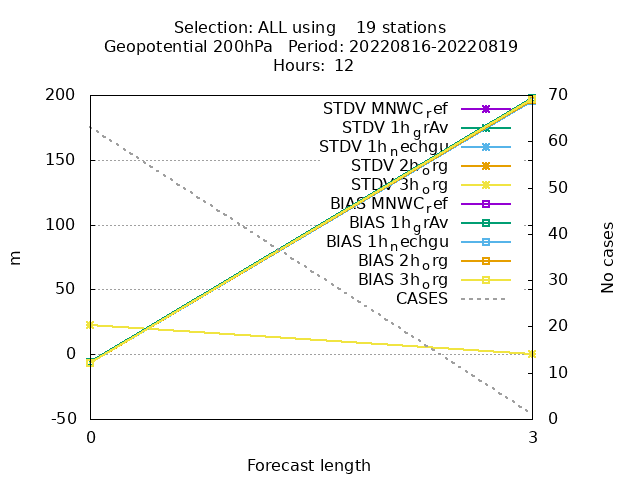 Selection: ALL using    19 stations
Geopotential 200hPa   Period: 20220816-20220819
Hours: 12
200
150
100
50
0
-50
70
60
50
40
30
20
10
0
m
No cases
STDV MNWC_ref
STDV 1h_grAv
STDV 1h_nechgu
STDV 2h_org
STDV 3h_org
BIAS MNWC_ref
BIAS 1h_grAv
BIAS 1h_nechgu
BIAS 2h_org
BIAS 3h_org
CASES
0
3
Forecast length